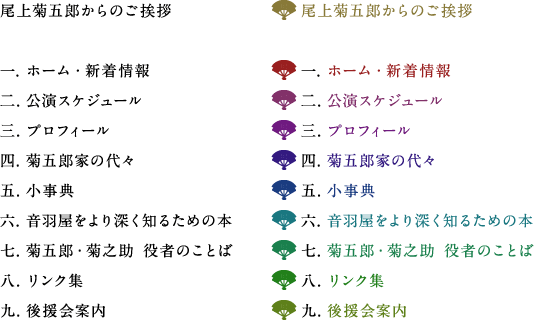 尾上菊五郎からのご挨拶
一. ホーム・新着情報
二. 公演スケジュール
三. プロフィール
四. 菊五郎家の代々
五. 小事典
六. 音羽屋をより深く知るための本
七. 菊五郎・菊之助 役者のことば
八. リンク集
九. 後援会案内
尾上菊五郎からのご挨拶
一. ホーム・新着情報
二. 公演スケジュール
三. プロフィール
四. 菊五郎家の代々
五. 小事典
六. 音羽屋をより深く知るための本
七. 菊五郎・菊之助 役者のことば
八. リンク集
九. 後援会案内